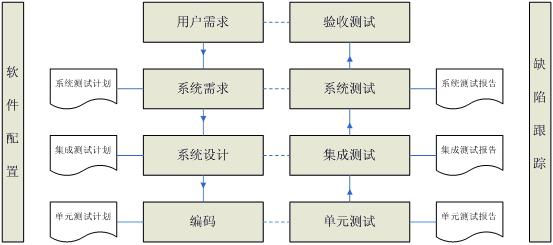 软件配置
用户需求
验收测试
缺陷跟踪
系统测试计划
系统需求
系统测试
系统测试报告
集成测试计划
系统设计
集成测试
集成测试报告
单元测试计划
编码
单元测试
单元测试报告